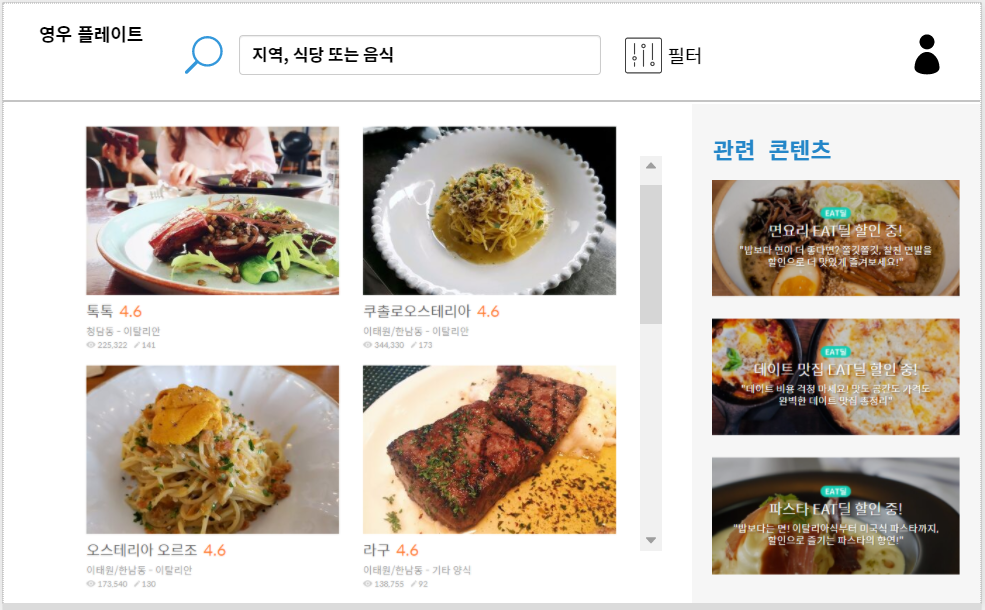 영우 플레이트
지역, 식당 또는 음식
필터
톡톡 4.6
청담동 - 이탈리안
225,322 141
쿠촐로오스테리아 4.6
이태원/한남동 - 이탈리안
344,330 173
오스테리아 오르조 4.6
이태원/한남동 - 이탈리안
173,540 130
라구 4.6
이태원/한남동 - 기타 양식
138,755 92
관련 콘텐츠
EAT딜
면요리 EAT딜 할인 중!
"밥보다 면이 더 좋다면? 쫄깃쫄깃, 찰진 면발을
할인으로 더 맛있게 즐겨보세요!"
EAT딜
데이트 맛집 EAT딜 할인 중!
"데이트 비용 걱정 마세요! 맛도 공간도 가격도
완벽한 데이트 맛집 총정리"
EAT딜
파스타 EAT딜 할인 중!
"밥보다는 면! 이탈리아식부터 미국식 파스타까지,
할인으로 즐기는 파스타의 향연!"